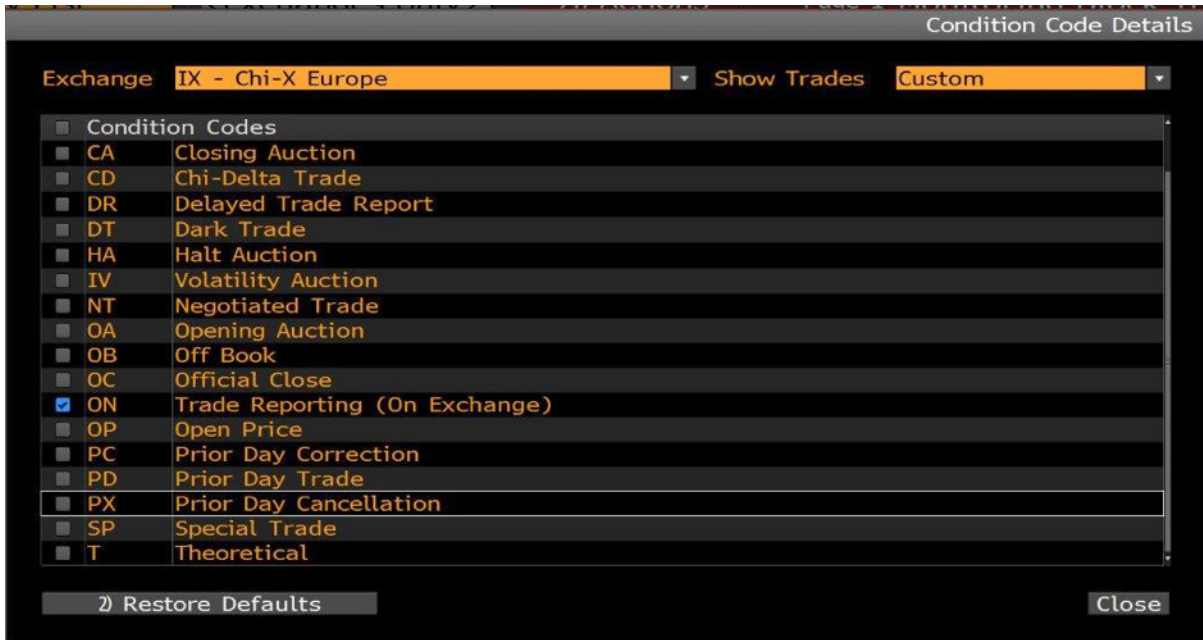 Condition Code Details
Exchange IX - Chi-X Europe Show Trades Custom
Condition Codes
CA Closing Auction
CD Chi-Delta Trade
DR Delayed Trade Report
DT Dark Trade
HA Halt Auction
IV Volatility Auction
NT Negotiated Trade
OA Opening Auction
OB Off Book
OC Official Close
ON Trade Reporting (On Exchange)
OP Open Price
PC Prior Day Correction
PD Prior Day Trade
PX Prior Day Cancellation
SP Special Trade
T Theoretical
2) Restore Defaults Close